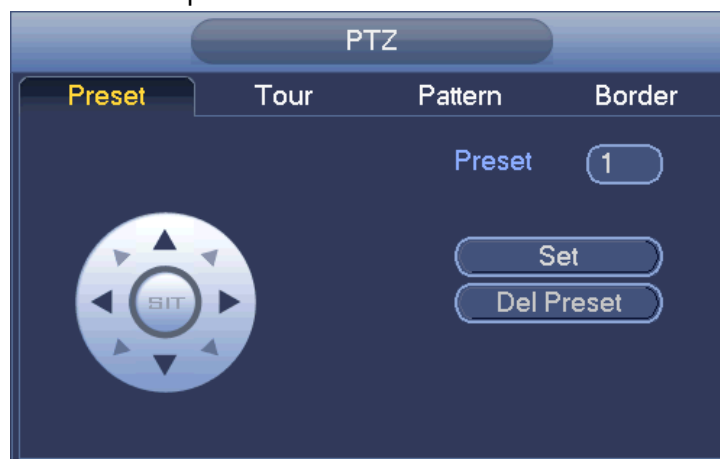 PTZ
Preset Tour Pattern Border
Preset 1
Set
SIT
Del Preset